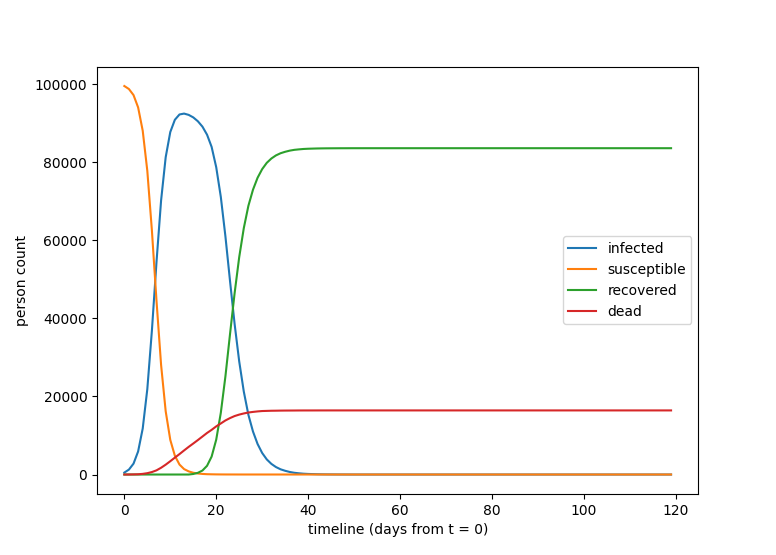 100000
80000
60000
40000
20000
0
person count
infected
susceptible
recovered
dead
0 20 40 60 80 100 120
timeline (days from t = 0)